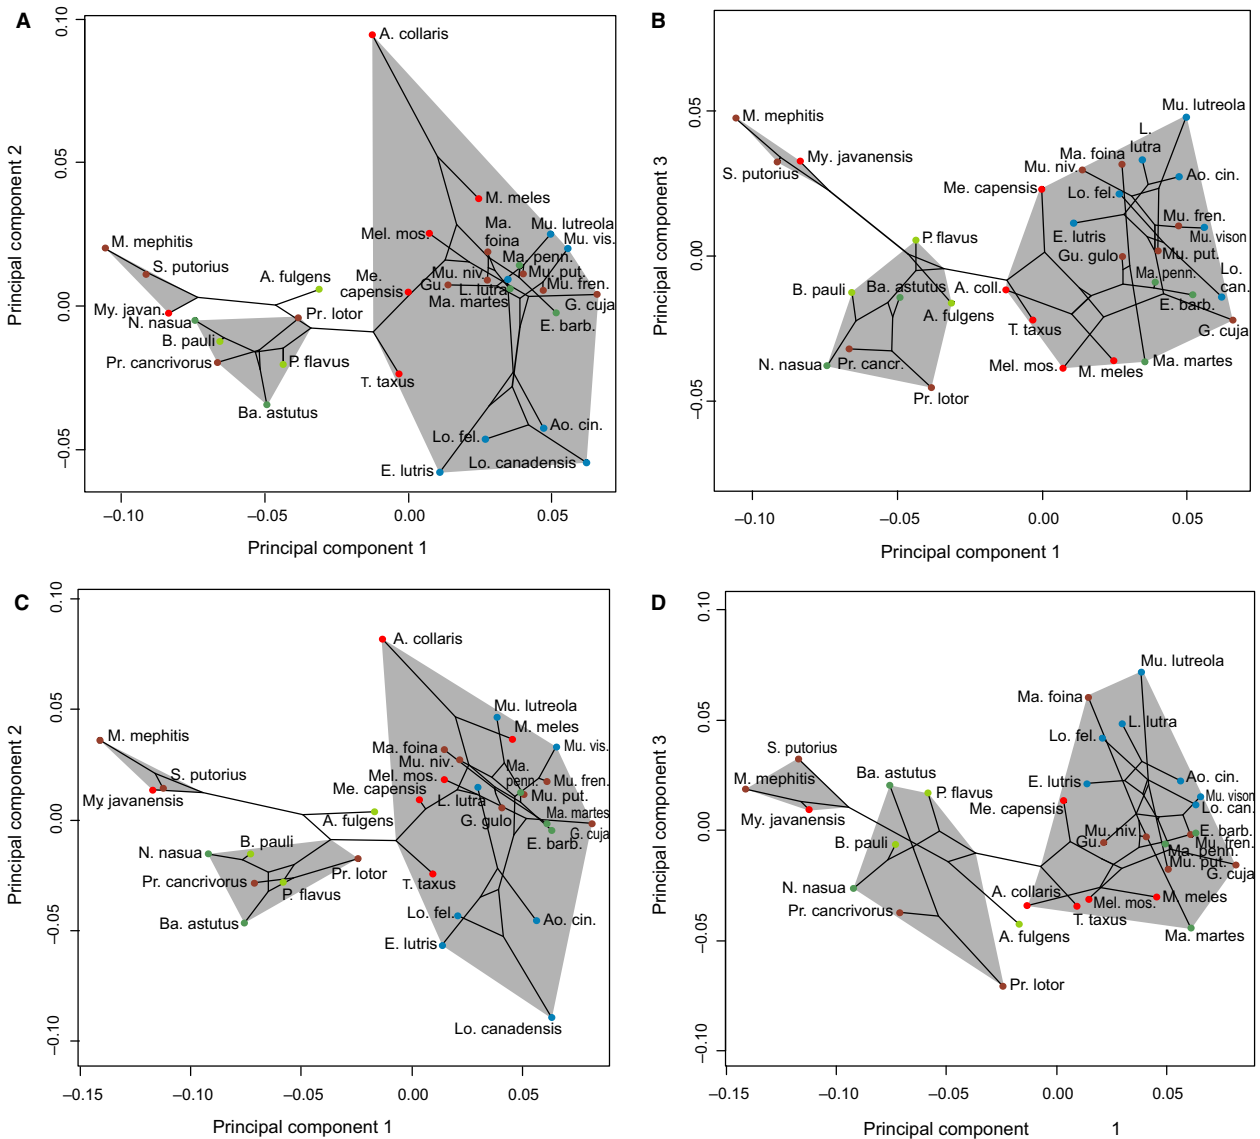 A
0.10
0.05
0.00
−0.05
Principal component 2
A. collaris
M. meles
Mel. mos.
Ma.
foina
Mu. lutreola
Mu. vis.
Ma. penn.
M. mephitis
S. putorius
A. fulgens
Me.
capensis
Mu. niv.
Mu. put.
Gu.
L. lutra
Mu. fren.
Ma. martes
G. cuja
My. javan.
N. nasua
Pr. lotor
E. barb.
B. pauli
Pr. cancrivorus
P. flavus
T. taxus
Ba. astutus
Lo. fel.
Ao. cin.
E. lutris
Lo. canadensis
−0.10
−0.05
0.00
0.05
Principal component 1
B
0.05
0.00
−0.05
Principal component 3
Mu. lutreola
M. mephitis
L.
lutra
My. javanensis
Ma. foina
S. putorius
Mu. niv.
Ao. cin.
Me. capensis
Lo. fel.
Mu. fren.
P. flavus
E. lutris
Mu. vison
Gu. gulo
Mu. put.
B. pauli
Ba. astutus
A. coll.
Ma. penn.
Lo.
can.
A. fulgens
E. barb.
T. taxus
G. cuja
N. nasua
Pr. cancr.
Mel. mos.
M. meles
Ma. martes
Pr. lotor
−0.10
−0.05
0.00
0.05
Principal component 1
C
0.10
0.05
0.00
−0.05
−0.10
Principal component 2
A. collaris
Mu. lutreola
M. meles
M. mephitis
Ma. foina
Mu. vis.
Mu. niv.
S. putorius
Mel. mos.
Ma.
penn.
Mu. fren.
My. javanensis
Me. capensis
L. lutra
Mu. put.
A. fulgens
G. gulo
Ma. martes
G. cuja
B. pauli
E. barb.
N. nasua
Pr. lotor
Pr. cancrivorus
P. flavus
T. taxus
Ba. astutus
Lo. fel.
Ao. cin.
E. lutris
Lo. canadensis
−0.15
−0.10
−0.05
0.00
0.05
Principal component 1
D
0.10
0.05
0.00
−0.05
−0.10
Principal component 3
Mu. lutreola
Ma. foina
L. lutra
S. putorius
Lo. fel.
M. mephitis
Ba. astutus
P. flavus
E. lutris
Ao. cin.
My. javanensis
Me. capensis
Mu. vison
Lo. can.
B. pauli
Mu. niv.
E. barb.
Gu.
Mu. fren.
Ma. penn.
Mu. put.
G. cuja
N. nasua
A. collaris
Mel. mos.
M. meles
Pr. cancrivorus
T. taxus
A. fulgens
Ma. martes
Pr. lotor
−0.15
−0.10
−0.05
0.00
0.05
Principal component 1